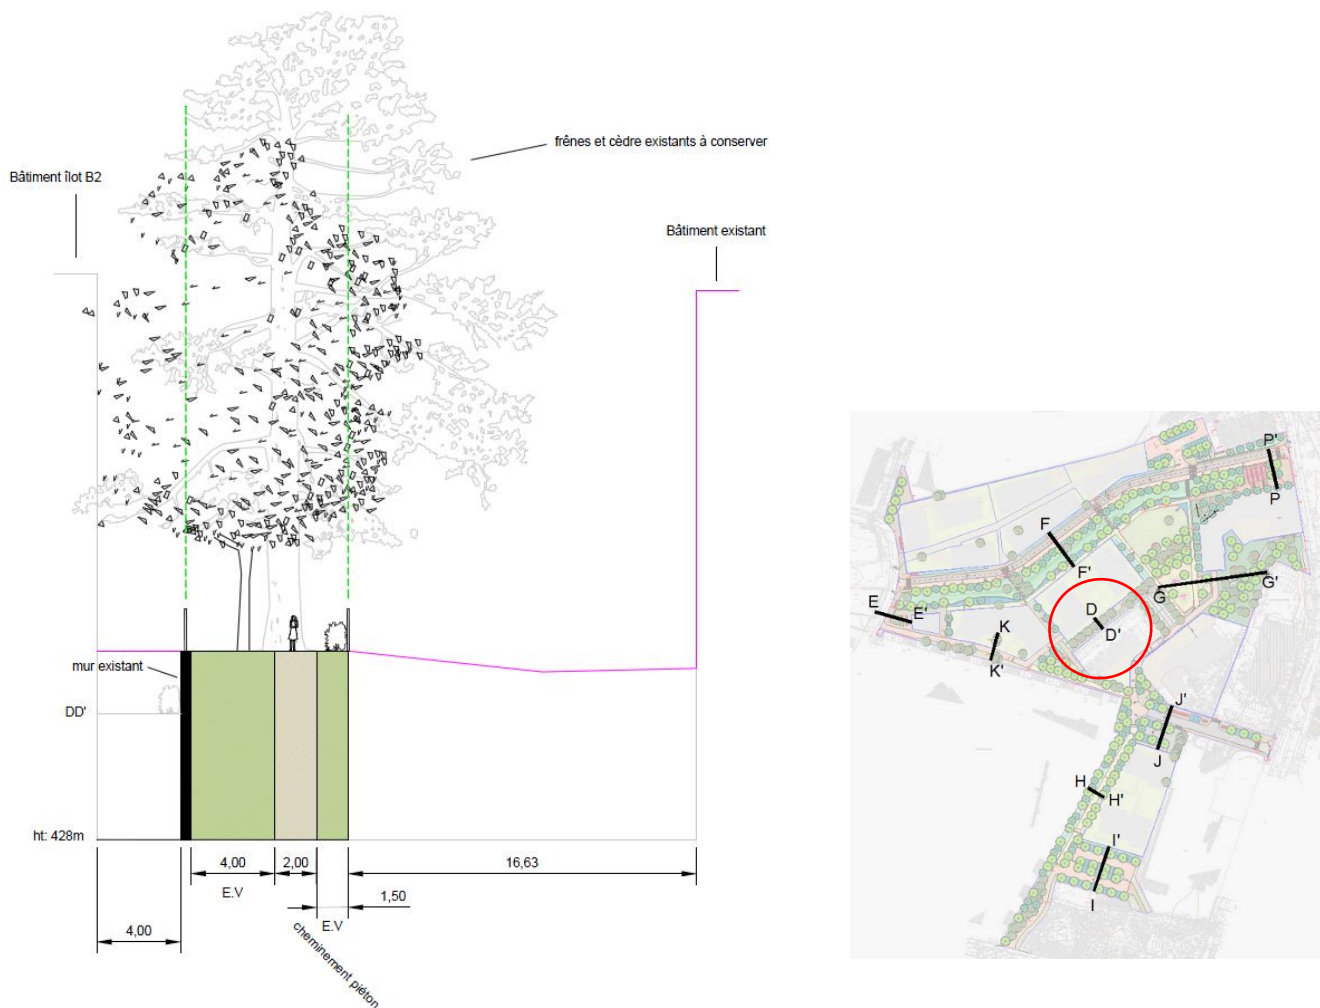 frênes et cèdre existants à conserver
Bâtiment îlot B2
Bâtiment existant
mur existant
DD'
ht: 428m
4,00
2,00
16,63
E.V
1,50
E.V
4,00
cheminement piéton
P'
P
F
F'
G
G'
E
E'
D
D'
K
K'
J'
J
H
H'
I'
I